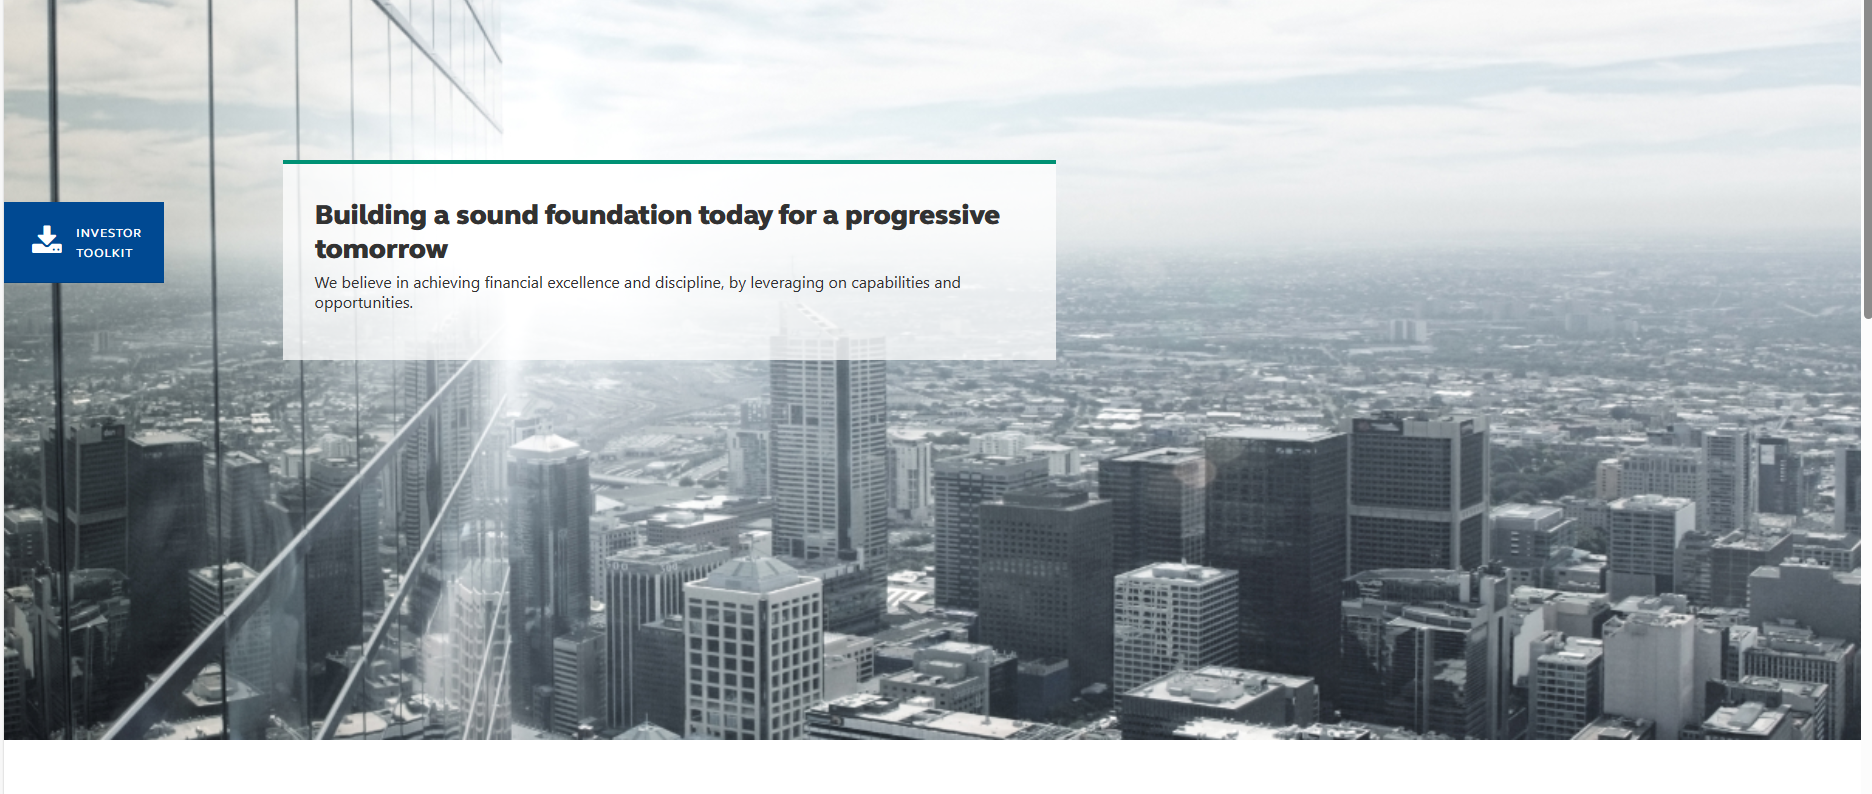 Building a sound foundation today for a progressive
tomorrow
We believe in achieving financial excellence and discipline, by leveraging on capabilities and
opportunities.
INVESTOR
TOOLKIT